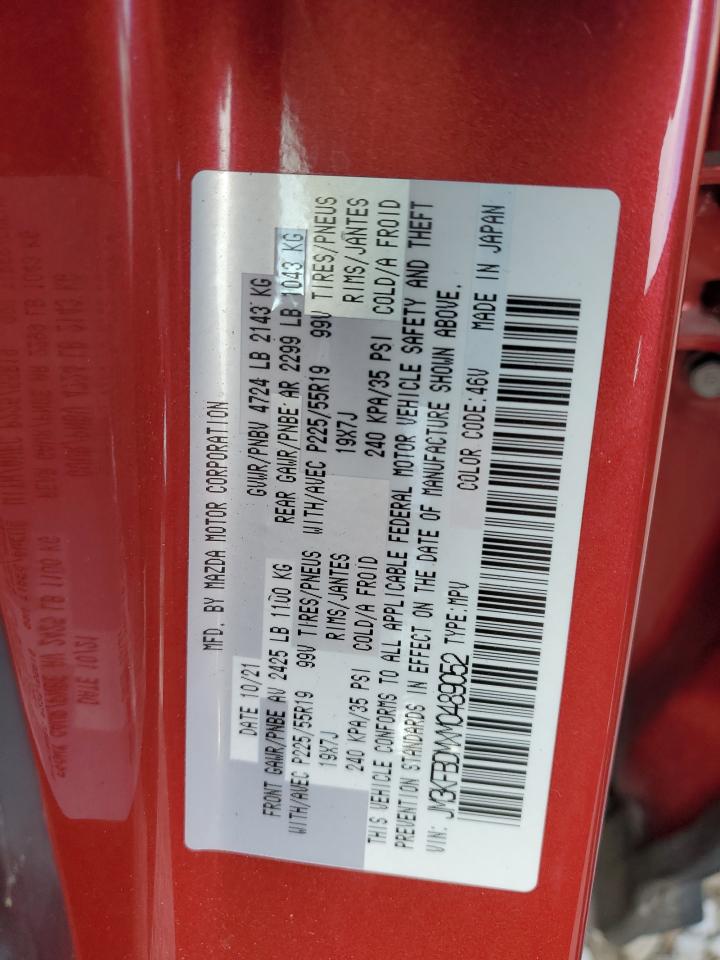 MFD. BY MAZDA MOTOR CORPORATION
DATE 10/21 GVWR/PNBV 4724 LB 2143 KG
FRONT GAWR/PNBE AV 2425 LB 1100 KG REAR GAWR/PNBE AR 2299 LB 1043 KG
WITH/AVEC P225/55R19 99V TIRES/PNEUS WITH/AVEC P225/55R19 99V TIRES/PNEUS
19X7J RIMS/JANTES 19X7J RIMS/JANTES
240 KPA/35 PSI COLD/A FROID 240 KPA/35 PSI COLD/A FROID
THIS VEHICLE CONFORMS TO ALL APPLICABLE FEDERAL MOTOR VEHICLE SAFETY AND THEFT
PREVENTION STANDARDS IN EFFECT ON THE DATE OF MANUFACTURE SHOWN ABOVE.
VIN: JM3KFBDMXM0489052 TYPE:MPV COLOR CODE:46V MADE IN JAPAN